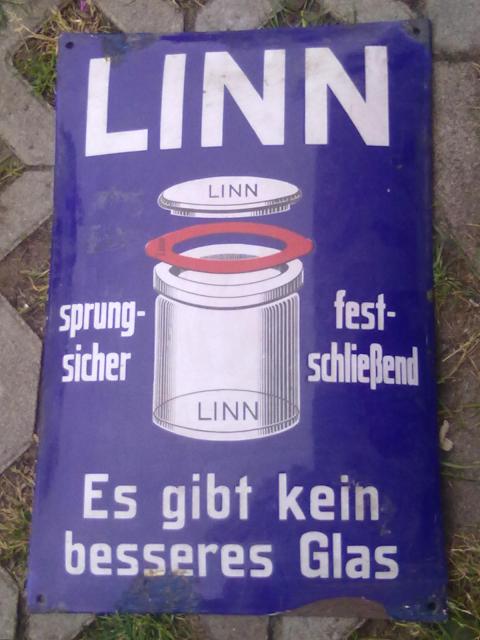 LINN
LINN
sprung-
sicher
fest-
schließend
LINN
Es gibt kein
besseres Glas